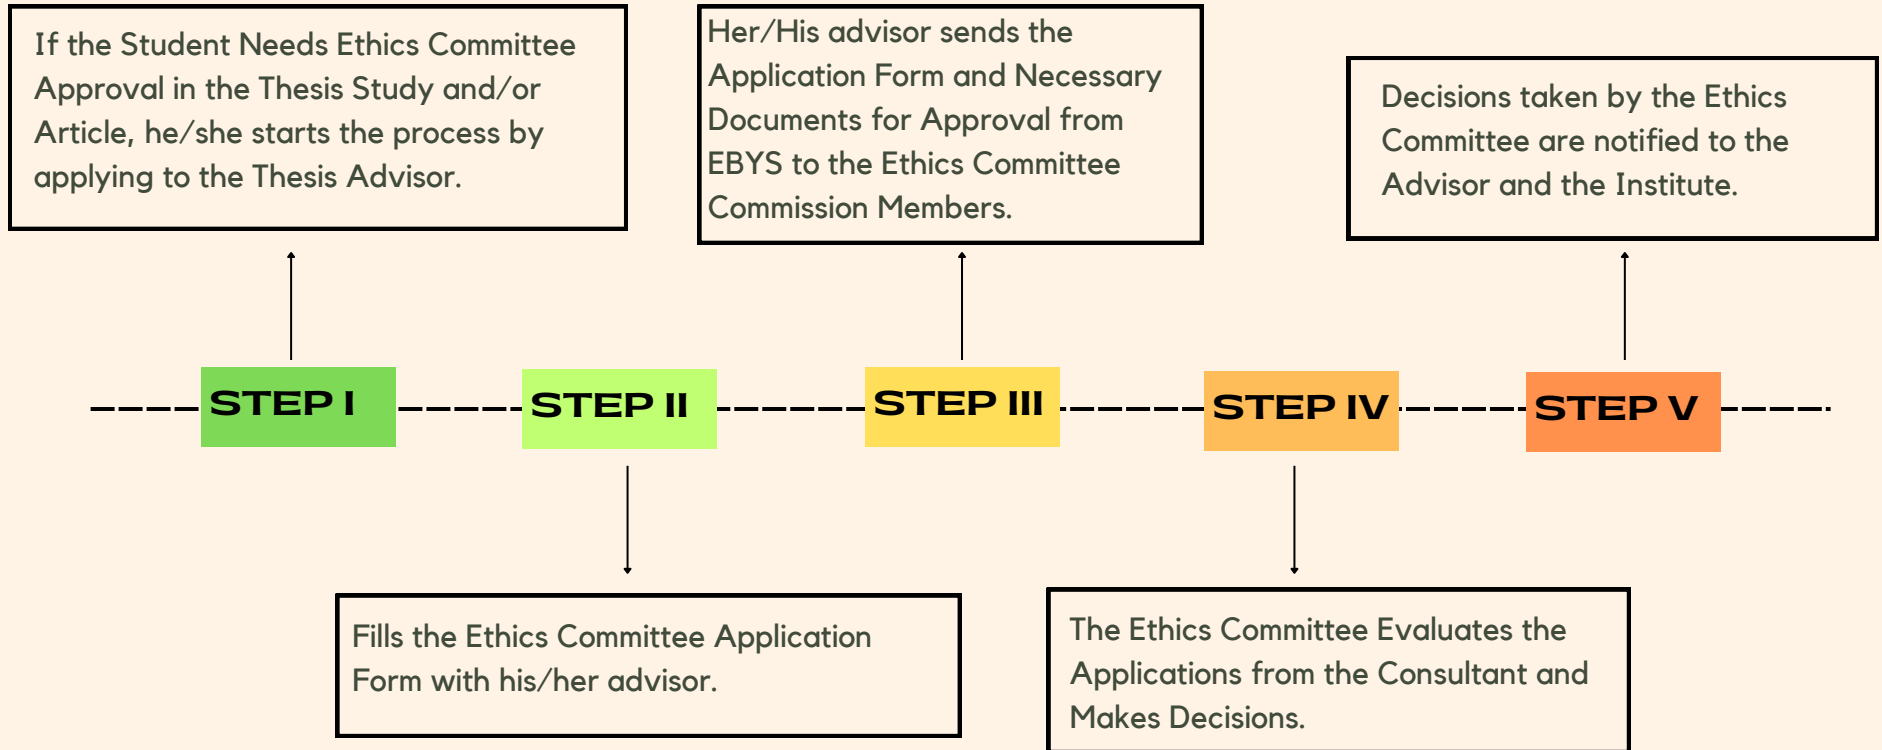 If the Student Needs Ethics Committee
Approval in the Thesis Study and/or
Article, he/she starts the process by
applying to the Thesis Advisor.
Her/His advisor sends the
Application Form and Necessary
Documents for Approval from
EBYS to the Ethics Committee
Commission Members.
Decisions taken by the Ethics
Committee are notified to the
Advisor and the Institute.
STEP I
STEP II
STEP III
STEP IV
STEP V
Fills the Ethics Committee Application
Form with his/her advisor.
The Ethics Committee Evaluates the
Applications from the Consultant and
Makes Decisions.